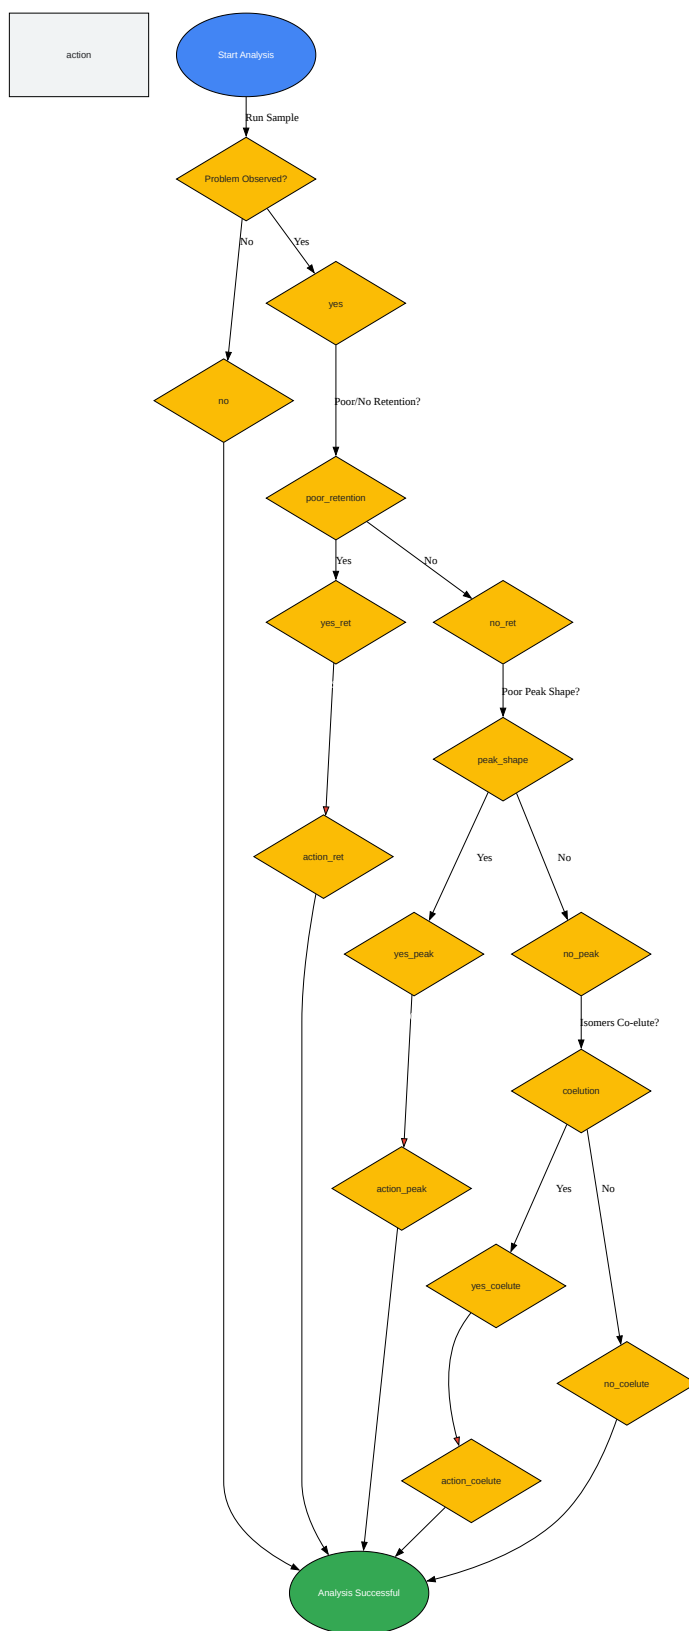 action
Start Analysis
Run Sample
Problem Observed?
No
Yes
yes
no
Poor/No Retention?
poor_retention
Yes
No
yes_ret
no_ret
Poor Peak Shape?
peak_shape
action_ret
Yes
No
yes_peak
no_peak
Isomers Co-elute?
coelution
action_peak
Yes
No
yes_coelute
no_coelute
action_coelute
Analysis Successful